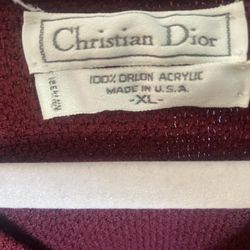 Christian Dior
100% ORLON ACRYLIC
MADE IN U.S.A.
-XL-